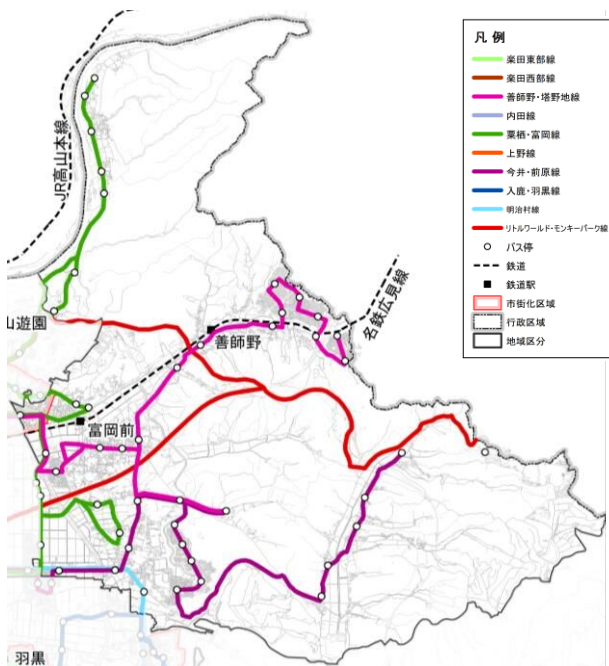 凡例
楽田東部線
楽田西部線
善師野・塔野地線
内田線
栗栖・富岡線
上野線
今井・前原線
入鹿・羽黒線
明治村線
リトルワールド・モンキーパーク線
バス停
鉄道
鉄道駅
市街化区域
行政区域
地域区分
JR高山本線
名鉄広見線
山遊園
善師野
富岡前
羽黒